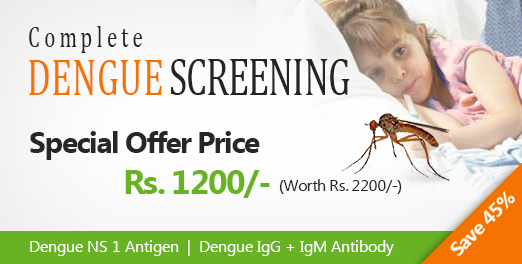 Complete
DENGUE SCREENING
Special Offer Price
Rs. 1200/- (Worth Rs. 2200/-)
Save 45%
Dengue NS 1 Antigen | Dengue IgG + IgM Antibody